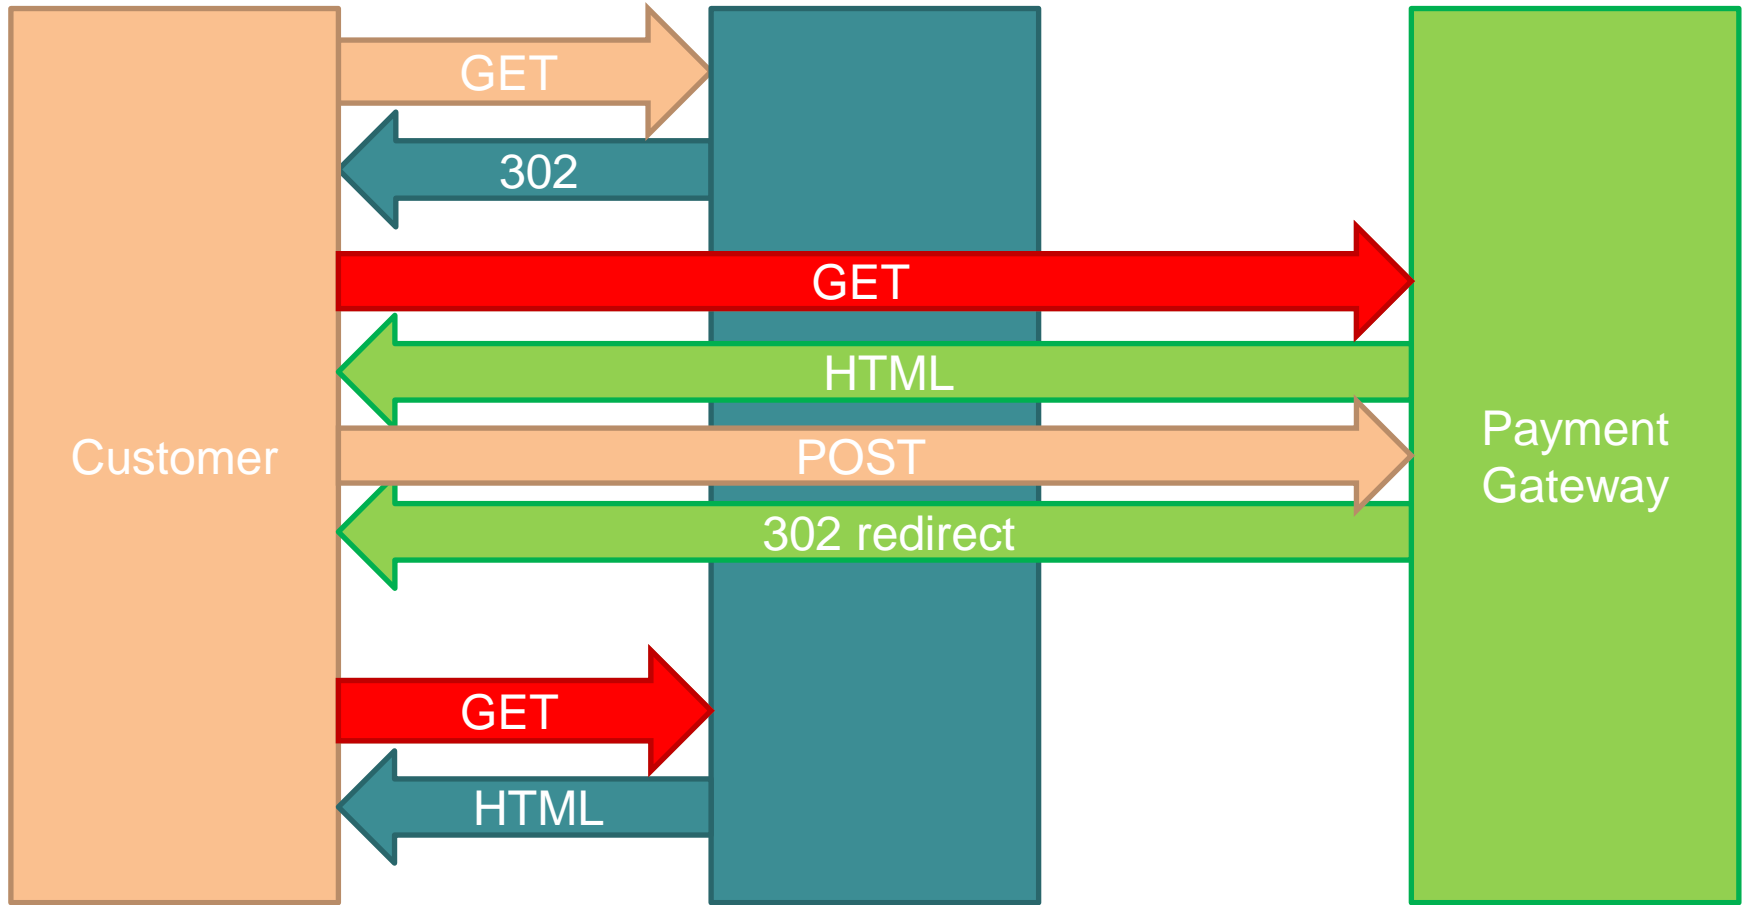 GET
302
GET
HTML
Customer
POST
Payment
Gateway
302 redirect
GET
HTML